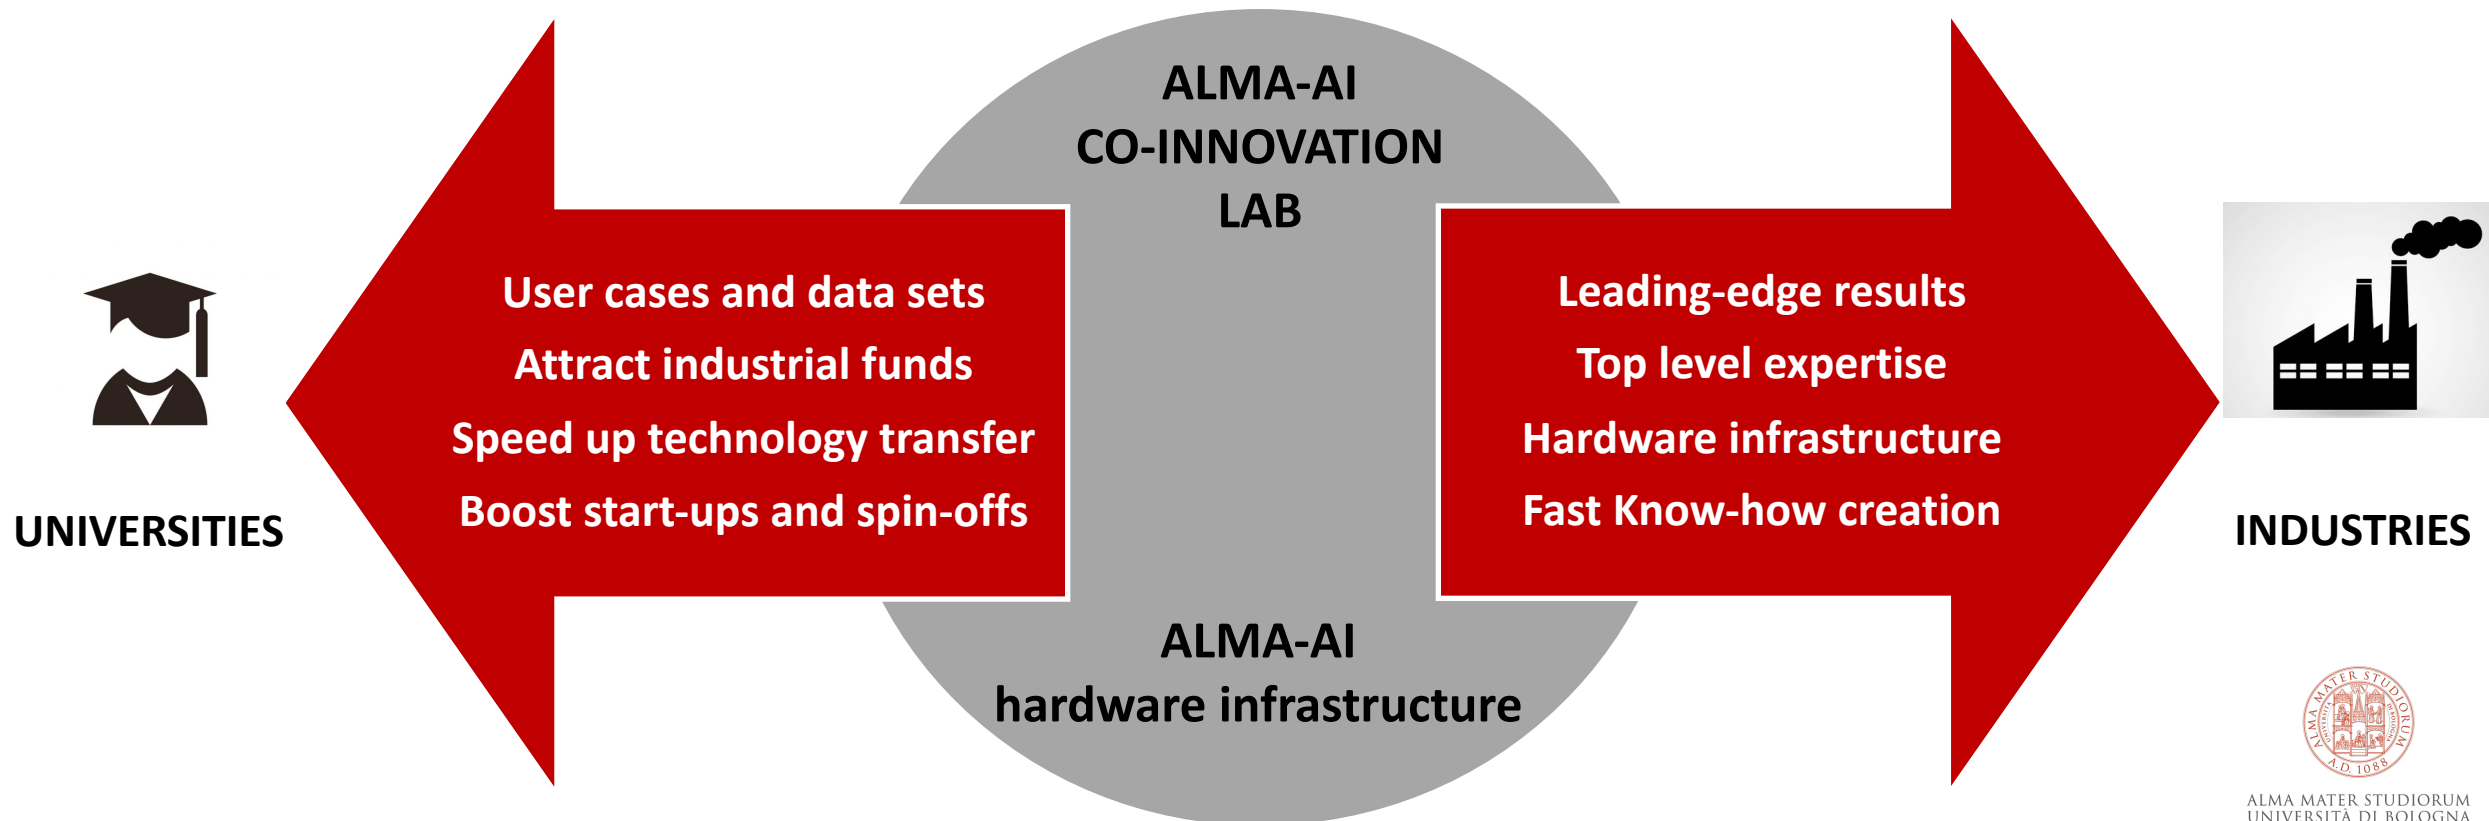 ALMA-AI
CO-INNOVATION
LAB
User cases and data sets
Attract industrial funds
Speed up technology transfer
Boost start-ups and spin-offs
Leading-edge results
Top level expertise
Hardware infrastructure
Fast Know-how creation
UNIVERSITIES
INDUSTRIES
ALMA-AI
hardware infrastructure
ALMA MATER STUDIORUM
A.D. 1088
ALMA MATER STUDIORUM
UNIVERSITÀ DI BOLOGNA